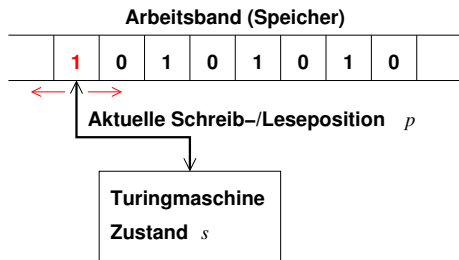 Arbeitsband (Speicher)
1 0 1 0 1 0 1 0
Aktuelle Schreib−/Leseposition p
Turingmaschine
Zustand s